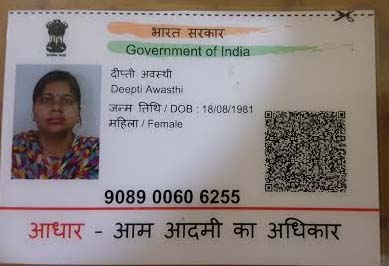 भारत सरकार
Government of India
दीप्ती अवस्थी
Deepti Awasthi
जन्म तिथि / DOB : 18/08/1981
महिला / Female
9089 0060 6255
आधार - आम आदमी का अधिकार